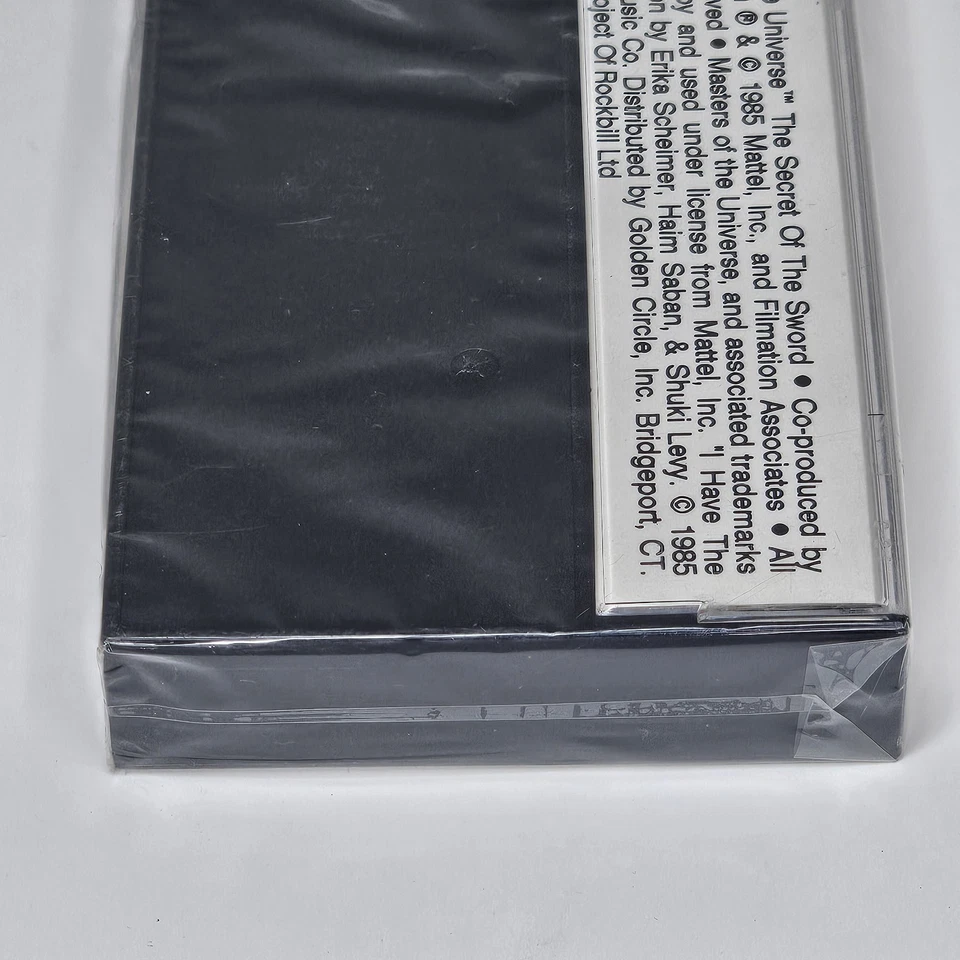 Universe™ The Secret Of The Sword • Co-produced by
® & © 1985 Mattel, Inc., and Filmation Associates • All
• Masters of the Universe, and associated trademarks
by and used under license from Mattel, Inc. "I Have The
by Erika Scheimer, Haim Saban, & Shuki Levy. © 1985
Co. Distributed by Golden Circle, Inc. Bridgeport, CT.
Of Rockbill Ltd